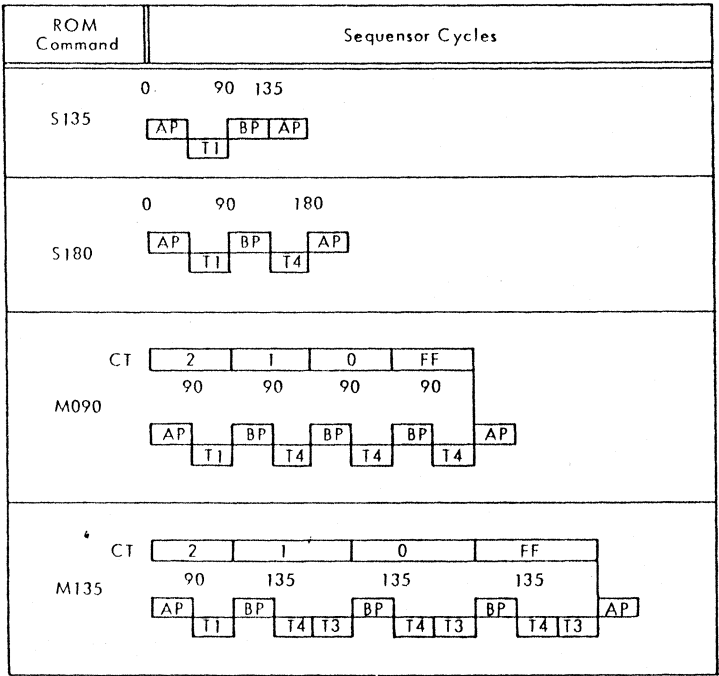 ROM Command Sequensor Cycles
0 90 135
S135
AP BP AP
T1
0 90 180
S180
AP BP AP
T1 T4
CT 2 1 0 FF
90 90 90 90
M090
AP BP BP BP AP
T1 T4 T4 T4
CT 2 1 0 FF
90 135 135 135
M135
AP BP BP BP AP
T1 T4 T3 T4 T3 T4 T3